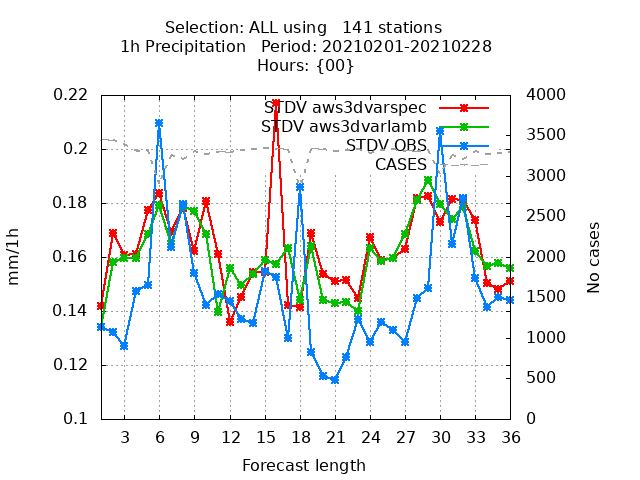 Selection: ALL using   141 stations
1h Precipitation   Period: 20210201-20210228
Hours: {00}
0.22
0.2
0.18
0.16
0.14
0.12
0.1
4000
3500
3000
2500
2000
1500
1000
500
0
STDV aws3dvarspec
STDV aws3dvarlamb
STDV OBS
CASES
mm/1h
No cases
3 6 9 12 15 18 21 24 27 30 33 36
Forecast length